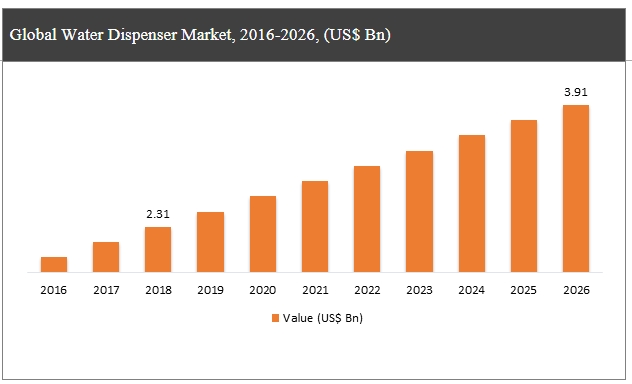 Global Water Dispenser Market, 2016-2026, (US$ Bn)
3.91
2.31
2016 2017 2018 2019 2020 2021 2022 2023 2024 2025 2026
Value (US$ Bn)